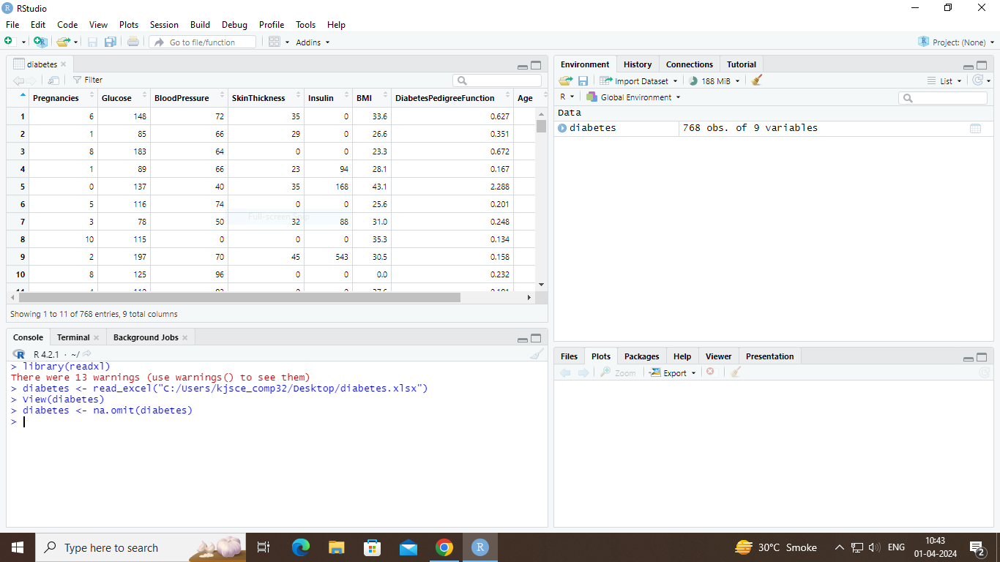 RStudio
File Edit Code View Plots Session Build Debug Profile Tools Help
Go to file/function Addins Project: (None)
diabetes
Filter
Pregnancies Glucose BloodPressure SkinThickness Insulin BMI DiabetesPedigreeFunction Age
1 6 148 72 35 0 33.6 0.627
2 1 85 66 29 0 26.6 0.351
3 8 183 64 0 0 23.3 0.672
4 1 89 66 23 94 28.1 0.167
5 0 137 40 35 168 43.1 2.288
6 5 116 74 0 0 25.6 0.201
Full-screen Snip
7 3 78 50 32 88 31.0 0.248
8 10 115 0 0 0 35.3 0.134
9 2 197 70 45 543 30.5 0.158
10 8 125 96 0 0 0.0 0.232
Showing 1 to 11 of 768 entries, 9 total columns
Console Terminal Background Jobs
R 4.2.1 · ~/
> library(readxl)
There were 13 warnings (use warnings() to see them)
> diabetes <- read_excel("C:/Users/kjsce_comp32/Desktop/diabetes.xlsx")
> View(diabetes)
> diabetes <- na.omit(diabetes)
>
Environment History Connections Tutorial
Import Dataset 188 MiB List
R Global Environment
Data
diabetes 768 obs. of 9 variables
Files Plots Packages Help Viewer Presentation
Zoom Export
Type here to search
30°C Smoke ENG 10:43
01-04-2024
2